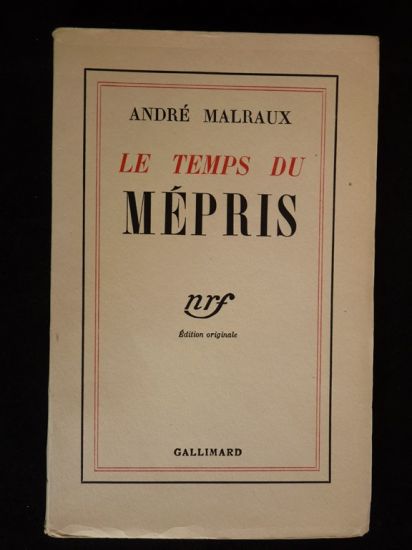 ANDRÉ MALRAUX
LE TEMPS DU
MÉPRIS
nrf
Édition originale
GALLIMARD